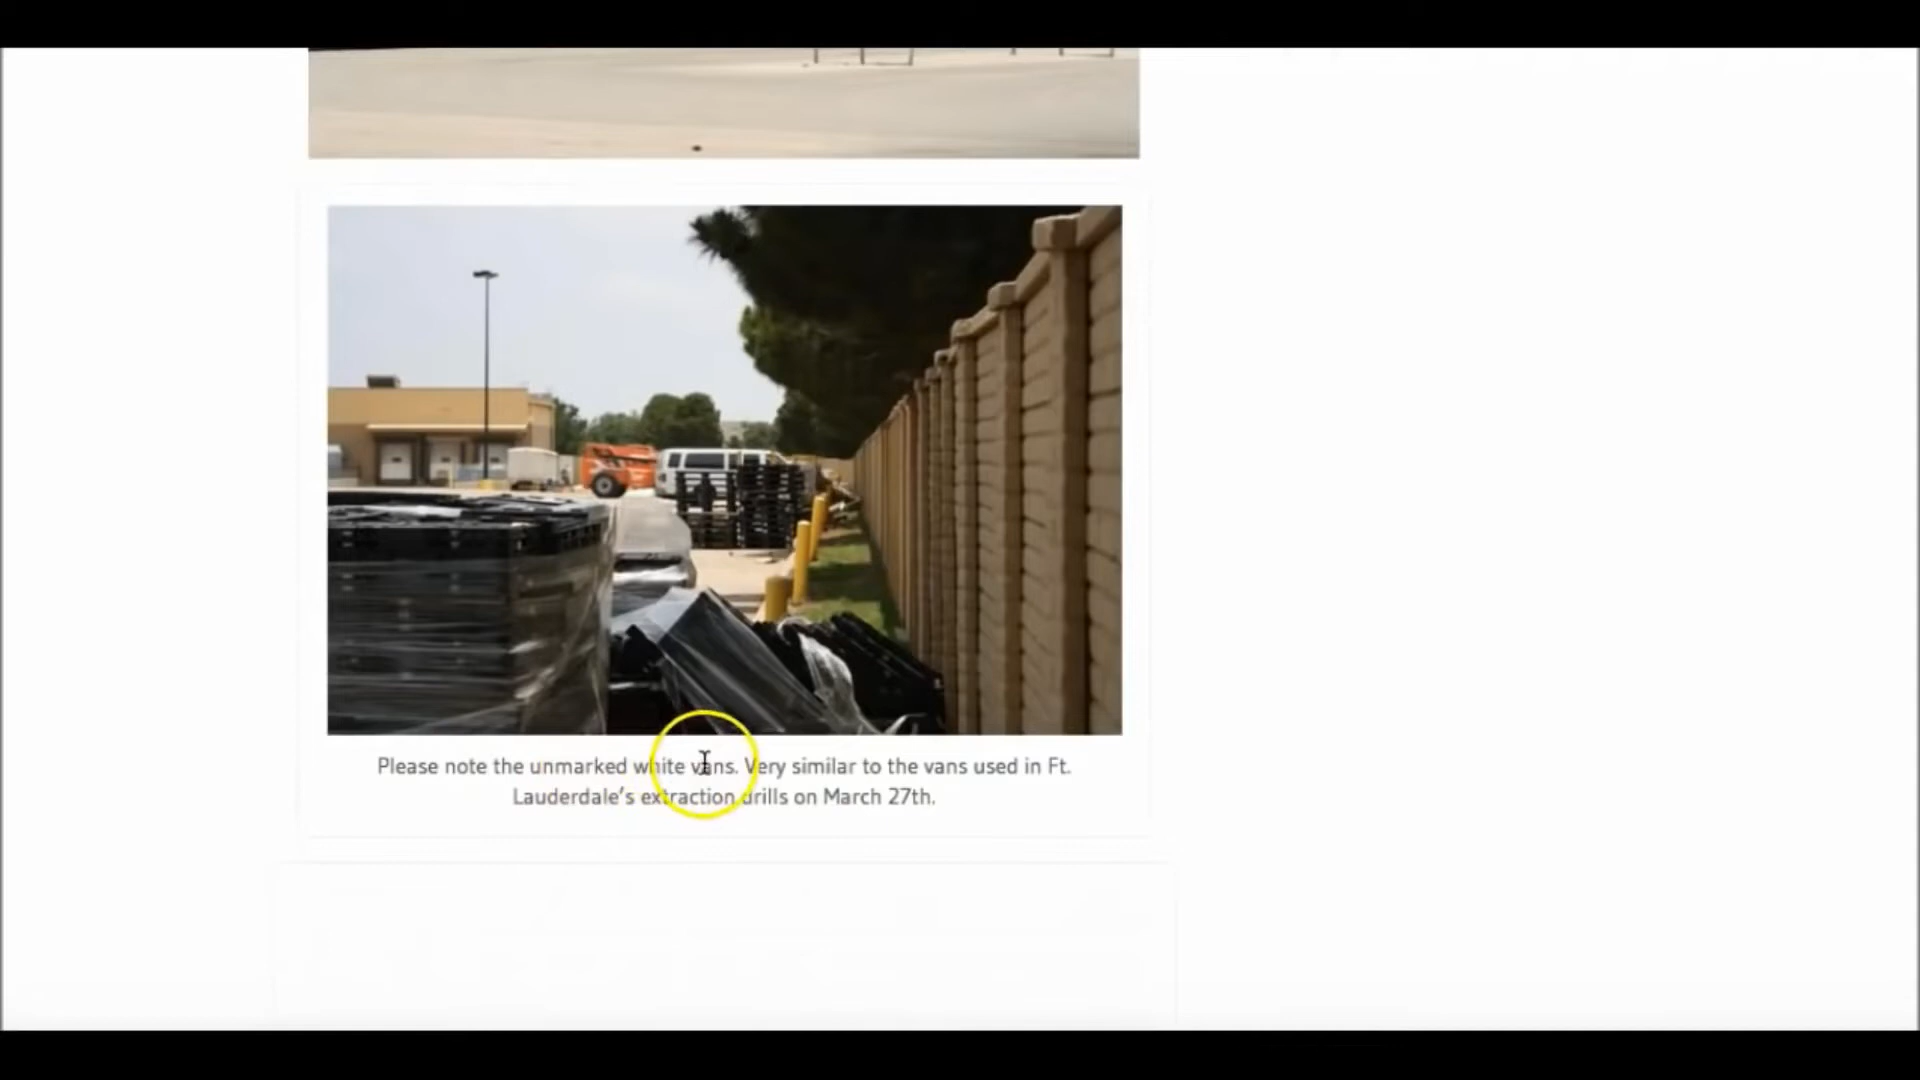 Please note the unmarked white vans. Very similar to the vans used in Ft.
Lauderdale's extraction drills on March 27th.